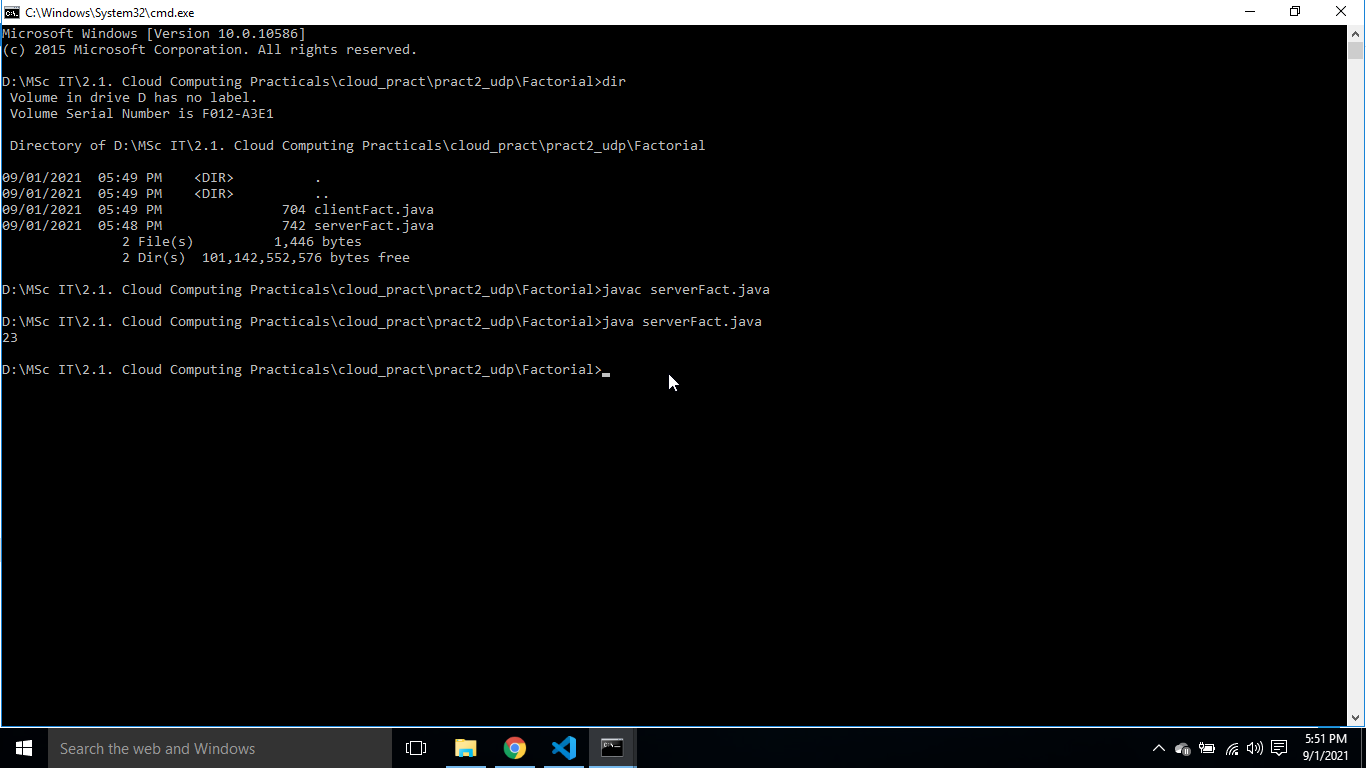 C:\Windows\System32\cmd.exe
Microsoft Windows [Version 10.0.10586]
(c) 2015 Microsoft Corporation. All rights reserved.
D:\MSc IT\2.1. Cloud Computing Practicals\cloud_pract\pract2_udp\Factorial>dir
Volume in drive D has no label.
Volume Serial Number is F012-A3E1
Directory of D:\MSc IT\2.1. Cloud Computing Practicals\cloud_pract\pract2_udp\Factorial
09/01/2021  05:49 PM    <DIR>          .
09/01/2021  05:49 PM    <DIR>          ..
09/01/2021  05:49 PM               704 clientFact.java
09/01/2021  05:48 PM               742 serverFact.java
2 File(s)          1,446 bytes
2 Dir(s)  101,142,552,576 bytes free
D:\MSc IT\2.1. Cloud Computing Practicals\cloud_pract\pract2_udp\Factorial>javac serverFact.java
D:\MSc IT\2.1. Cloud Computing Practicals\cloud_pract\pract2_udp\Factorial>java serverFact.java
23
D:\MSc IT\2.1. Cloud Computing Practicals\cloud_pract\pract2_udp\Factorial>
Search the web and Windows
5:51 PM
9/1/2021